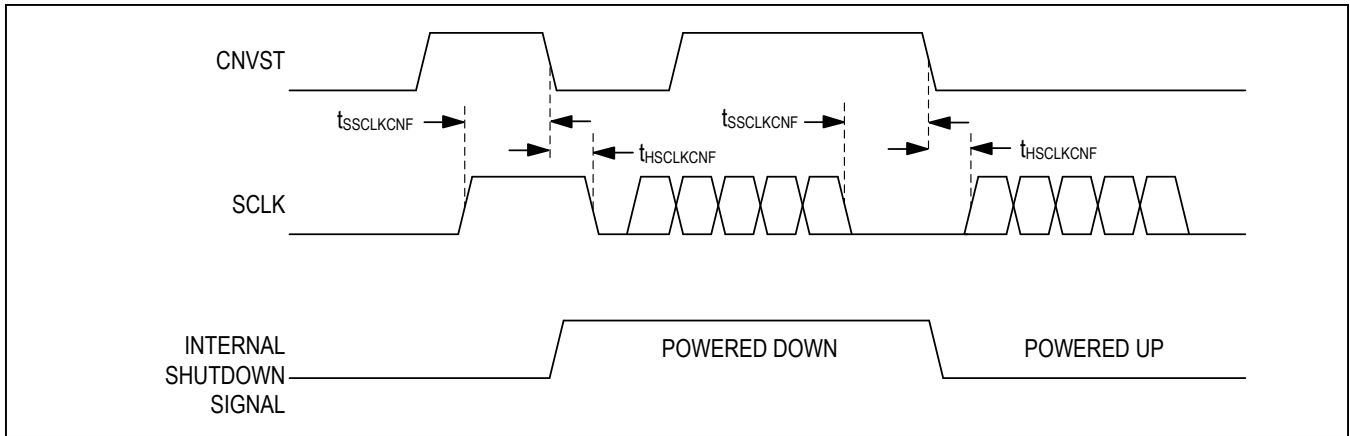 CNVST
tSSCLKCNF
tSSCLKCNF
tHSCLKCNF
tHSCLKCNF
SCLK
INTERNAL
SHUTDOWN
SIGNAL
POWERED DOWN
POWERED UP